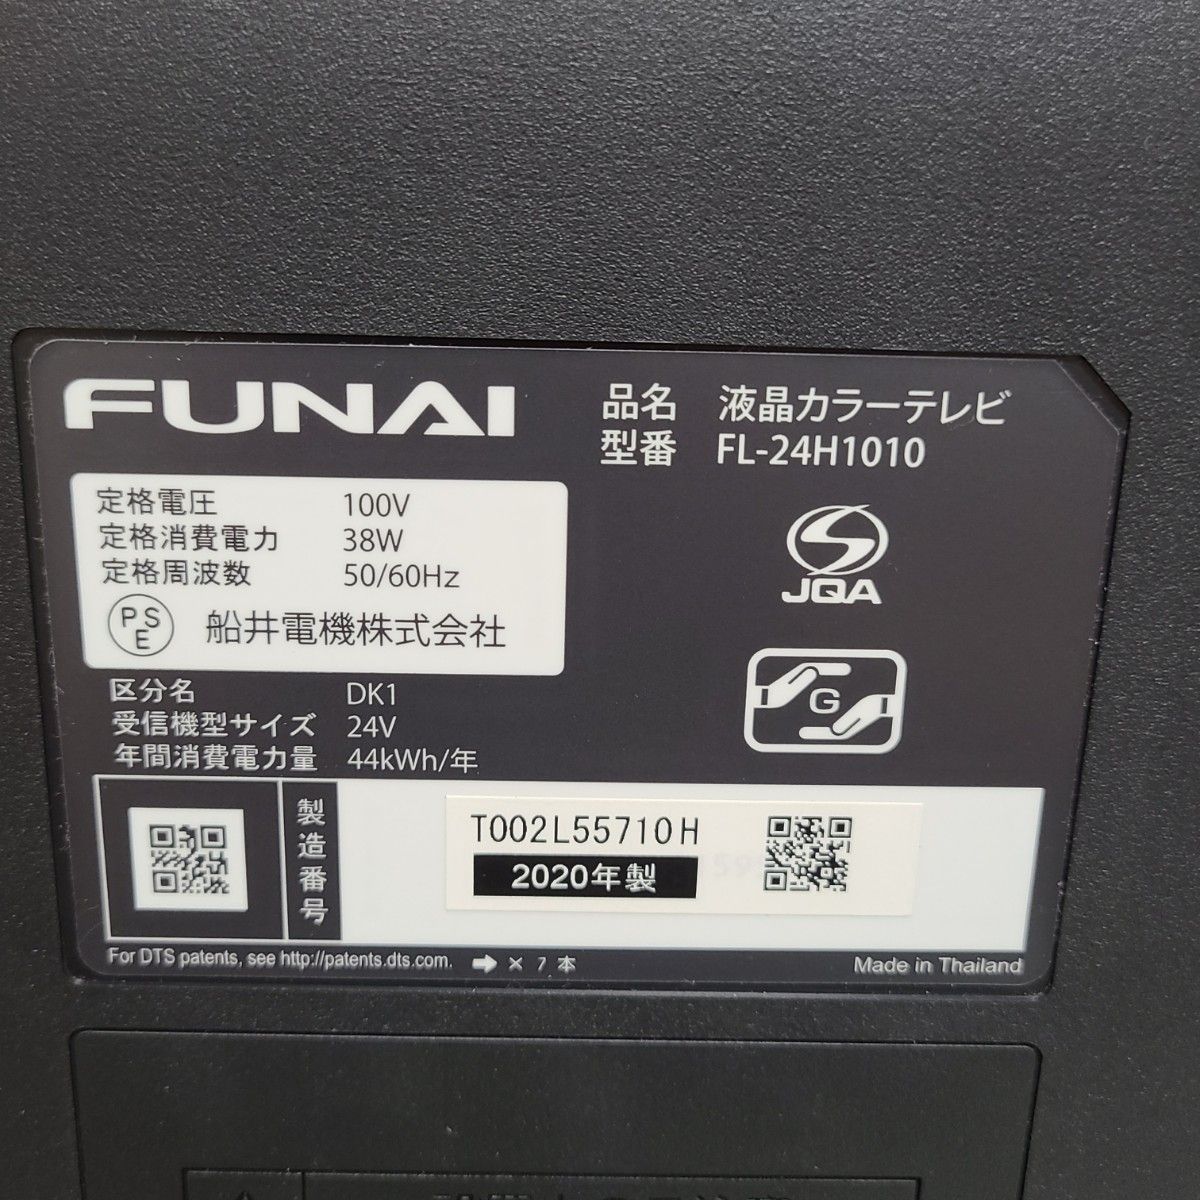 FUNAI
品名 液晶カラーテレビ
型番 FL-24H1010
定格電圧 100V
定格消費電力 38W
定格周波数 50/60Hz
PSE 船井電機株式会社
JQA
G
区分名 DK1
受信機型サイズ 24V
年間消費電力量 44kWh/年
製造番号
T002L55710H
2020年製
For DTS patents, see http://patents.dts.com. ➡ × 7 本
Made in Thailand